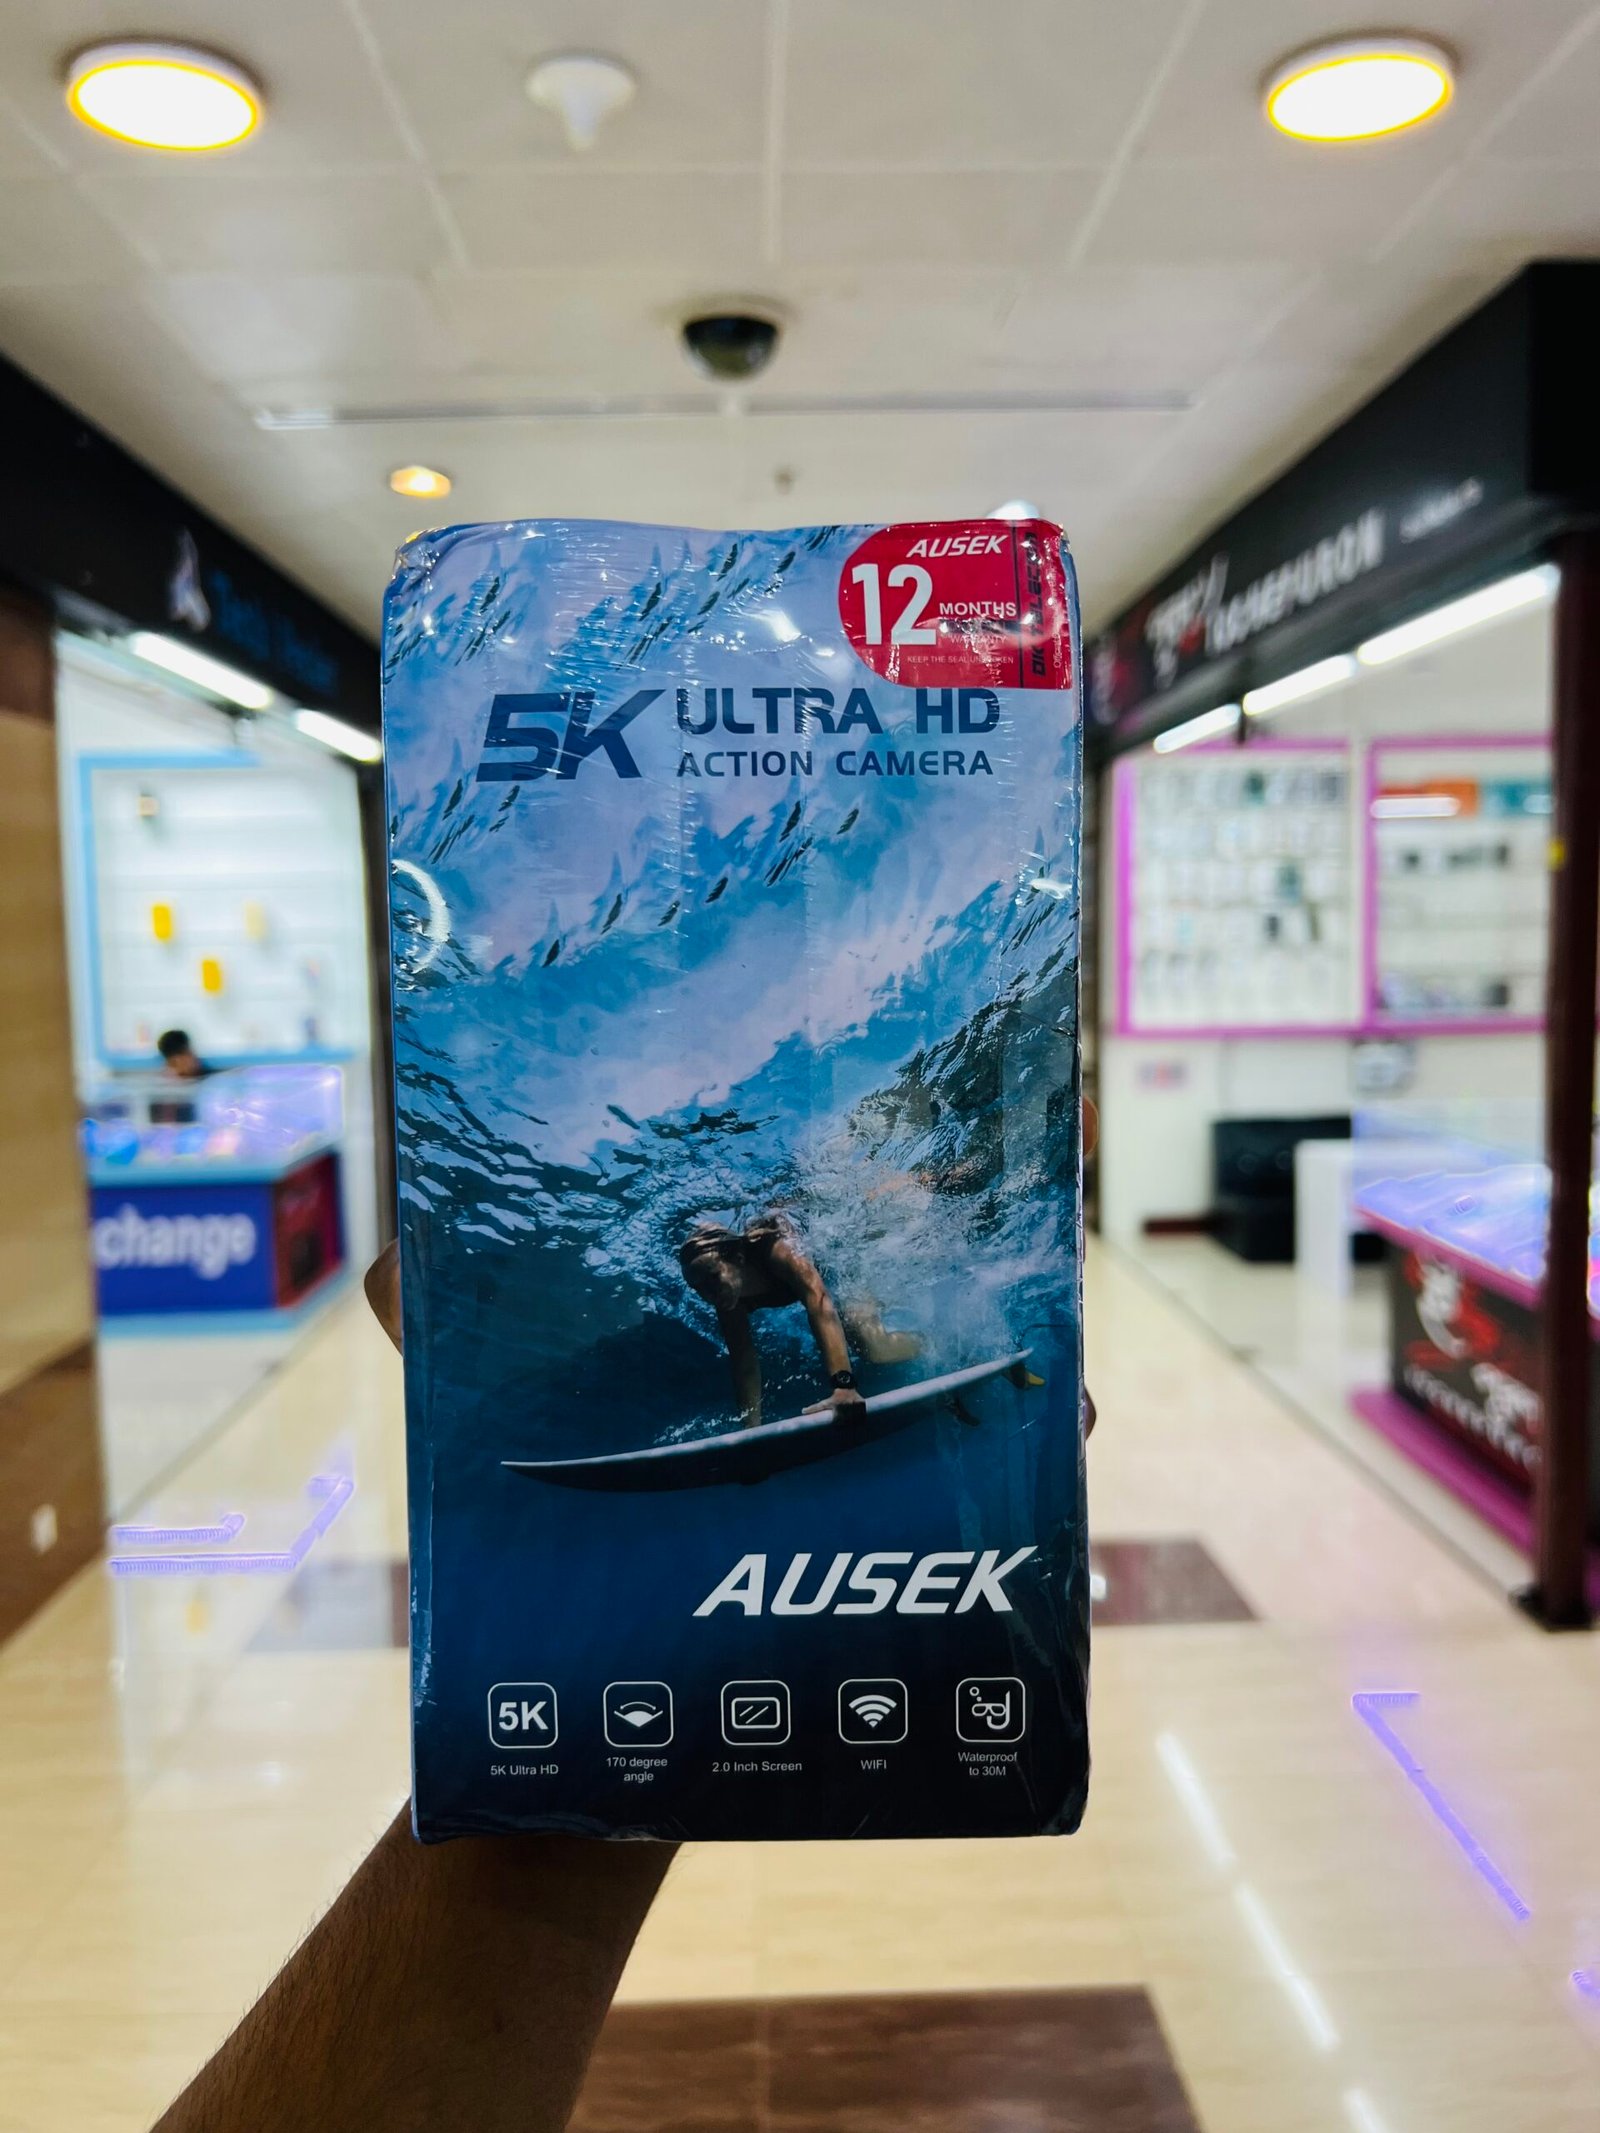 AUSEK
12
MONTHS
WARRANTY
KEEP THE SEAL UNBROKEN
5K ULTRA HD
ACTION CAMERA
change
AUSEK
5K
5K Ultra HD
170 degree
angle
2.0 Inch Screen
WIFI
Waterproof
to 30M